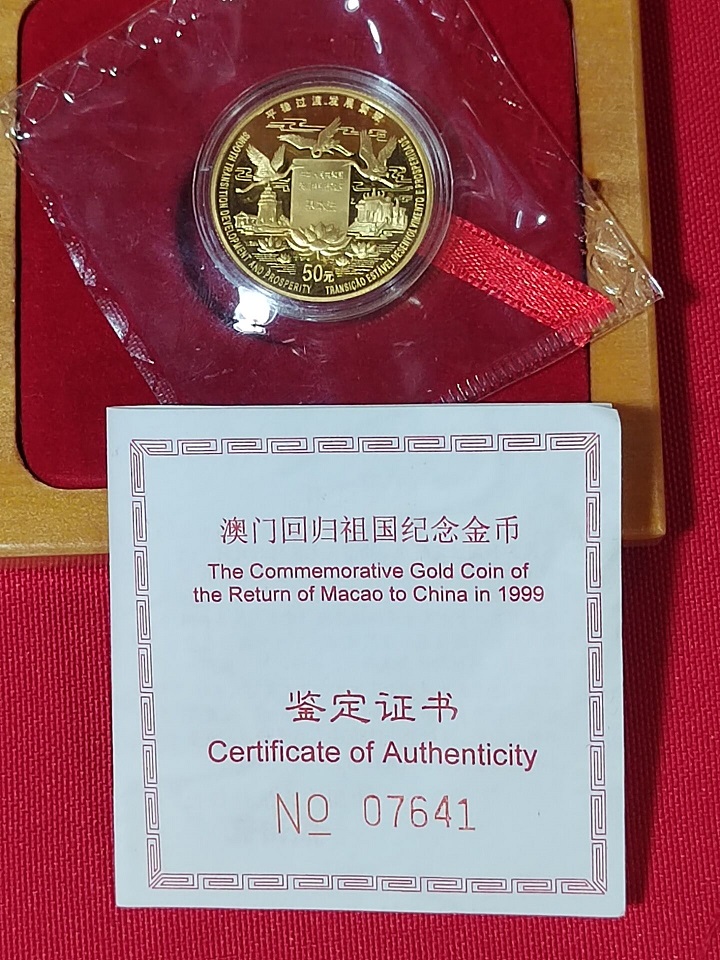 平稳过渡·发展繁荣
SMOOTH TRANSITION DEVELOPMENT AND PROSPERITY
TRANSIÇÃO ESTÁVEL DESENVOLVIMENTO E PROSPERIDADE
50元
澳门回归祖国纪念金币
The Commemorative Gold Coin of
the Return of Macao to China in 1999
鉴定证书
Certificate of Authenticity
No 07641